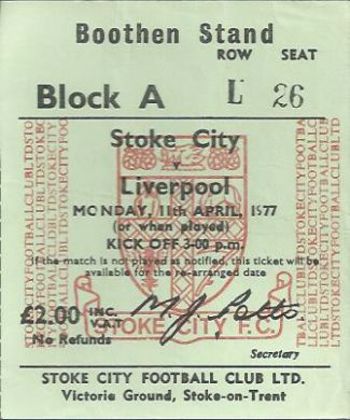 Boothen Stand
ROW SEAT
Block A L 26
Stoke City
v
Liverpool
MONDAY, 11th APRIL, 1977
(or when played)
KICK OFF 3-00 p.m.
If the match is not played as notified, this ticket will be
available for the re-arranged date
£2.00 INC. V.A.T.
M. J. Potts
No Refunds
STOKE CITY F.C.
Secretary
STOKE CITY FOOTBALL CLUB LTD.
Victoria Ground, Stoke-on-Trent